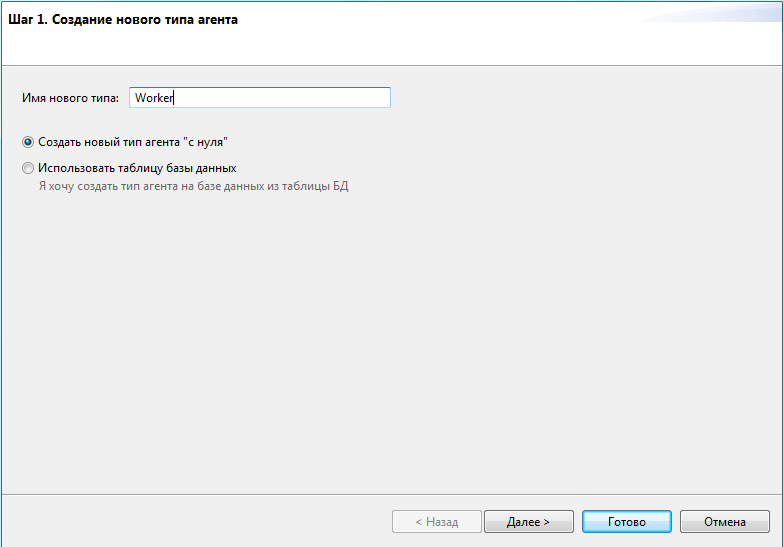 Шаг 1. Создание нового типа агента
Имя нового типа: Worker
Создать новый тип агента "с нуля"
Использовать таблицу базы данных
Я хочу создать тип агента на базе данных из таблицы БД
< Назад Далее > Готово Отмена